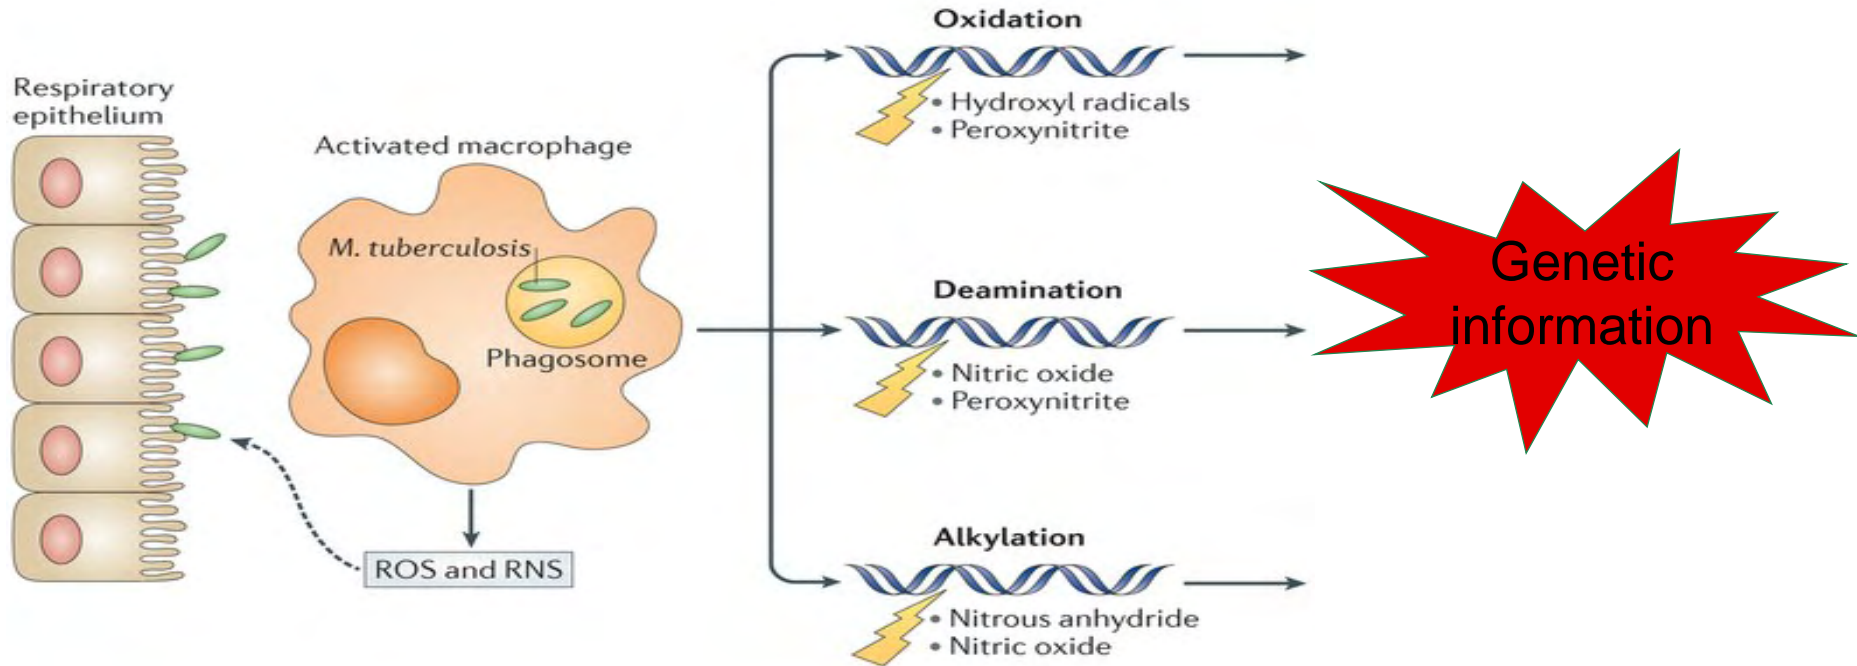 Respiratory
epithelium
Activated macrophage
M. tuberculosis
Phagosome
ROS and RNS
Oxidation
• Hydroxyl radicals
• Peroxynitrite
Deamination
• Nitric oxide
• Peroxynitrite
Alkylation
• Nitrous anhydride
• Nitric oxide
Genetic
information